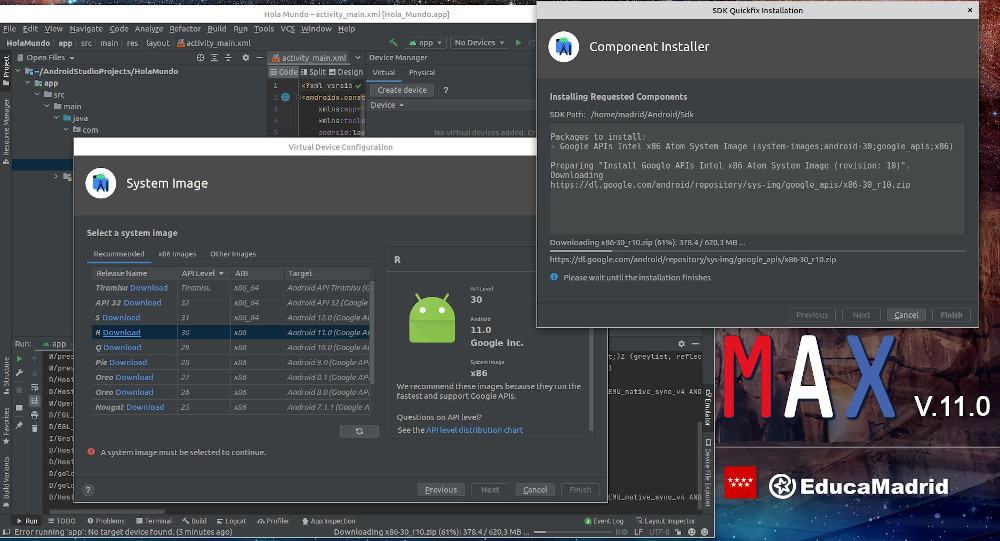 Hola Mundo – activity_main.xml [Hola_Mundo.app]
File Edit View Navigate Code Analyze Refactor Build Run Tools VCS Window Help
HolaMundo app src main res layout activity_main.xml
app No Devices
Open Files
activity_main.xml
Device Manager
Code Split Design
Virtual Physical
Create device ?
Device
No virtual devices added. Cr
~/AndroidStudioProjects/HolaMundo
app
src
main
java
com
1 <?xml versio
2 <androidx.const
3 xmlns:app=
4 xmlns:tools
5 android:lay
Project
Resource Manager
Structure
Favorites
Build Variants
Virtual Device Configuration
System Image
Select a system image
Recommended x86 Images Other Images
Release Name API Level ABI Target
Tiramisu Download Tiramisu x86_64 Android API Tiramisu (G
API 32 Download 32 x86_64 Android API 32 (Google
S Download 31 x86_64 Android 12.0 (Google A
R Download 30 x86 Android 11.0 (Google A
Q Download 29 x86 Android 10.0 (Google A
Pie Download 28 x86 Android 9.0 (Google AP
Oreo Download 27 x86 Android 8.1 (Google AP
Oreo Download 26 x86 Android 8.0 (Google AP
Nougat Download 25 x86 Android 7.1.1 (Google
R
API Level
30
Android
11.0
Google Inc.
System Image
x86
We recommend these images because they run the
fastest and support Google APIs.
Questions on API level?
See the API level distribution chart
A system image must be selected to continue.
?
Previous Next Cancel Finish
SDK Quickfix Installation
Component Installer
Installing Requested Components
SDK Path: /home/madrid/Android/Sdk
Packages to install:
- Google APIs Intel x86 Atom System Image (system-images;android-30;google_apis;x86)
Preparing "Install Google APIs Intel x86 Atom System Image (revision: 10)".
Downloading
https://dl.google.com/android/repository/sys-img/google_apis/x86-30_r10.zip
Downloading x86-30_r10.zip (61%): 378.4 / 620,3 MB ...
https://dl.google.com/android/repository/sys-img/google_apis/x86-30_r10.zip
Please wait until the installation finishes
Previous Next Cancel Finish
Run: app
W/pres
D/Host
D/EGL_
W/Open
D/EGL_
I/Gral
D/Host
D/Host
D/gold
D/gold
D/Host
;)Z (greylist, reflec
EMU_native_sync_v4 AND
EMU_native_sync_v4 AND
Emulator
Device File Explorer
Run TODO Problems Terminal Build Logcat Profiler App Inspection Event Log Layout Inspector
Error running 'app': No target device found. (5 minutes ago) Downloading x86-30_r10.zip (61%): 378.4 / 620,3 MB ... LF UTF-8
MAX V.11.0
EducaMadrid